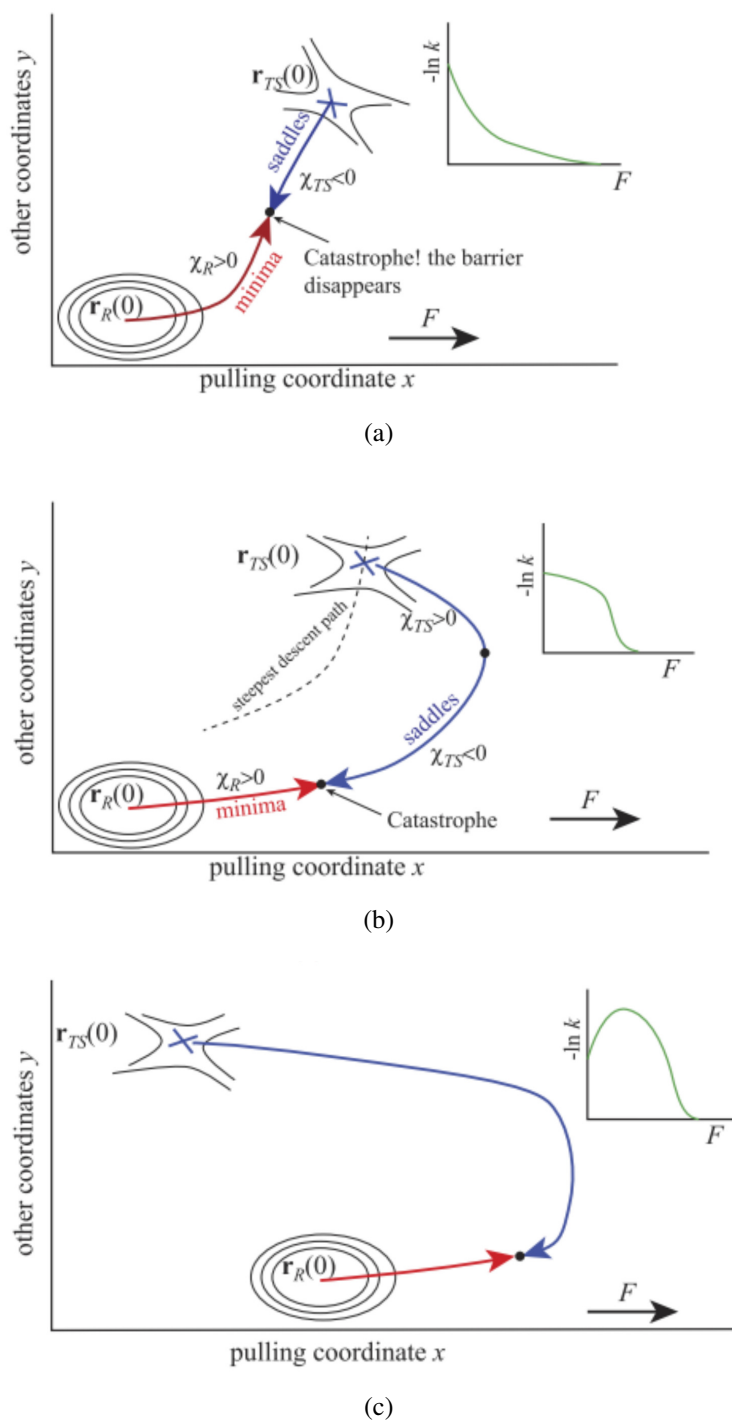 r_TS(0)
-ln k
F
saddles
χ_TS<0
other coordinates y
χ_R>0
minima
Catastrophe! the barrier
disappears
r_R(0)
F
pulling coordinate x
(a)
r_TS(0)
-ln k
F
steepest descent path
χ_TS>0
saddles
χ_TS<0
other coordinates y
χ_R>0
minima
r_R(0)
Catastrophe
F
pulling coordinate x
(b)
r_TS(0)
-ln k
F
other coordinates y
r_R(0)
F
pulling coordinate x
(c)